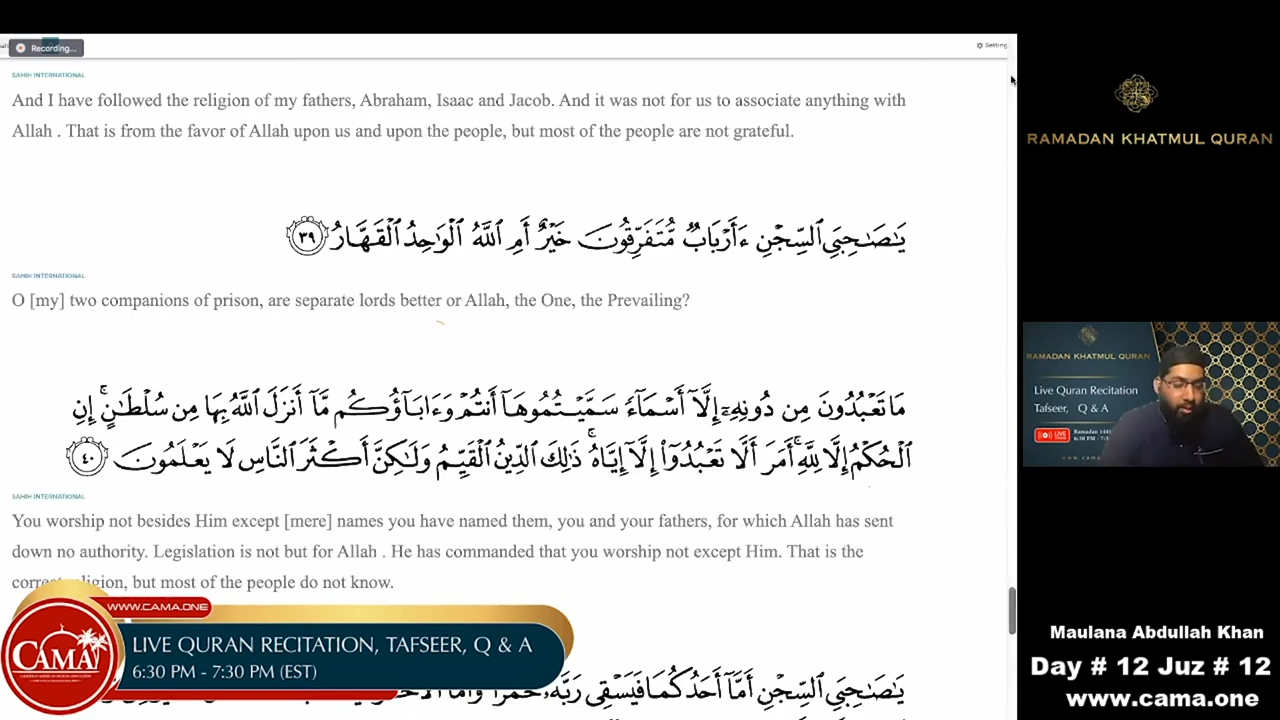 Recording...
Setting
SAHIH INTERNATIONAL
And I have followed the religion of my fathers, Abraham, Isaac and Jacob. And it was not for us to associate anything with
Allah . That is from the favor of Allah upon us and upon the people, but most of the people are not grateful.
يَـٰصَـٰحِبَىِ ٱلسِّجْنِ ءَأَرْبَابٌ مُّتَفَرِّقُونَ خَيْرٌ أَمِ ٱللَّهُ ٱلْوَٰحِدُ ٱلْقَهَّارُ ٣٩
SAHIH INTERNATIONAL
O [my] two companions of prison, are separate lords better or Allah, the One, the Prevailing?
مَا تَعْبُدُونَ مِن دُونِهِۦٓ إِلَّآ أَسْمَآءً سَمَّيْتُمُوهَآ أَنتُمْ وَءَابَآؤُكُم مَّآ أَنزَلَ ٱللَّهُ بِهَا مِن سُلْطَـٰنٍ ۚ إِنِ
ٱلْحُكْمُ إِلَّا لِلَّهِ ۚ أَمَرَ أَلَّا تَعْبُدُوٓا۟ إِلَّآ إِيَّاهُ ۚ ذَٰلِكَ ٱلدِّينُ ٱلْقَيِّمُ وَلَـٰكِنَّ أَكْثَرَ ٱلنَّاسِ لَا يَعْلَمُونَ ٤٠
SAHIH INTERNATIONAL
You worship not besides Him except [mere] names you have named them, you and your fathers, for which Allah has sent
down no authority. Legislation is not but for Allah . He has commanded that you worship not except Him. That is the
religion, but most of the people do not know.
يَـٰصَـٰحِبَىِ ٱلسِّجْنِ أَمَّآ أَحَدُكُمَا فَيَسْقِى رَبَّهُۥ خَمْرًا ۖ وَأَمَّا
WWW.CAMA.ONE
CAMA
LIVE QURAN RECITATION, TAFSEER, Q & A
6:30 PM - 7:30 PM (EST)
RAMADAN KHATMUL QURAN
RAMADAN KHATMUL QURAN
Live Quran Recitation
Tafseer, Q & A
Maulana Abdullah Khan
Day # 12 Juz # 12
www.cama.one